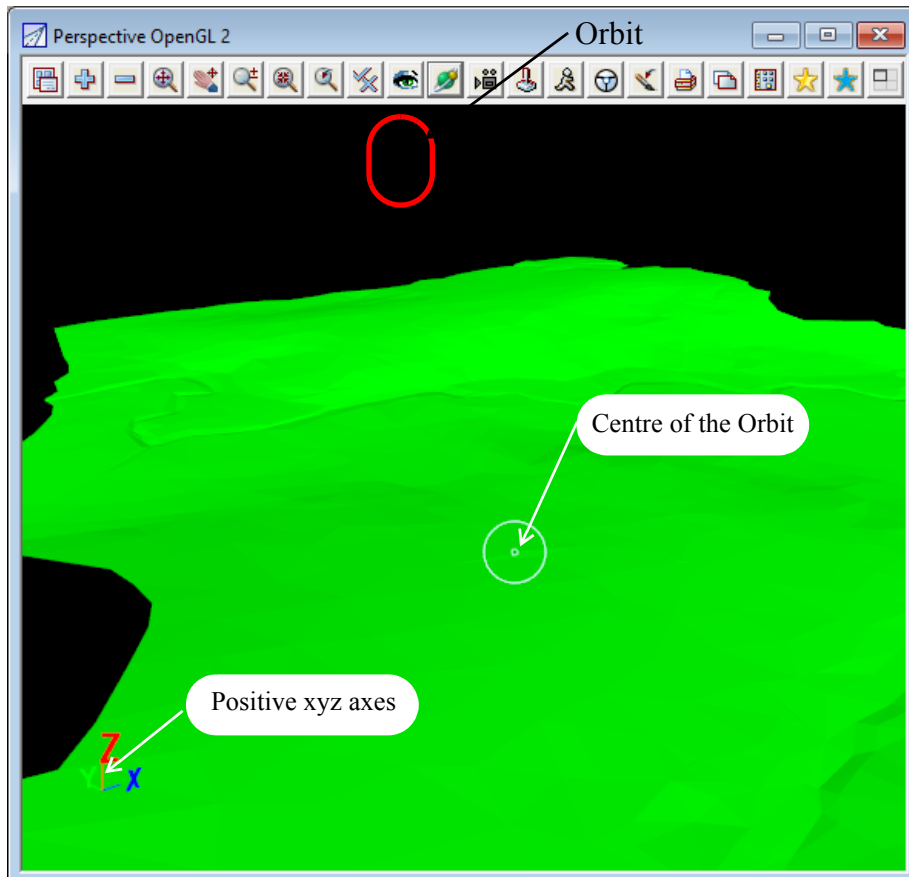 Perspective OpenGL 2
Orbit
Centre of the Orbit
Positive xyz axes
Z
Y X